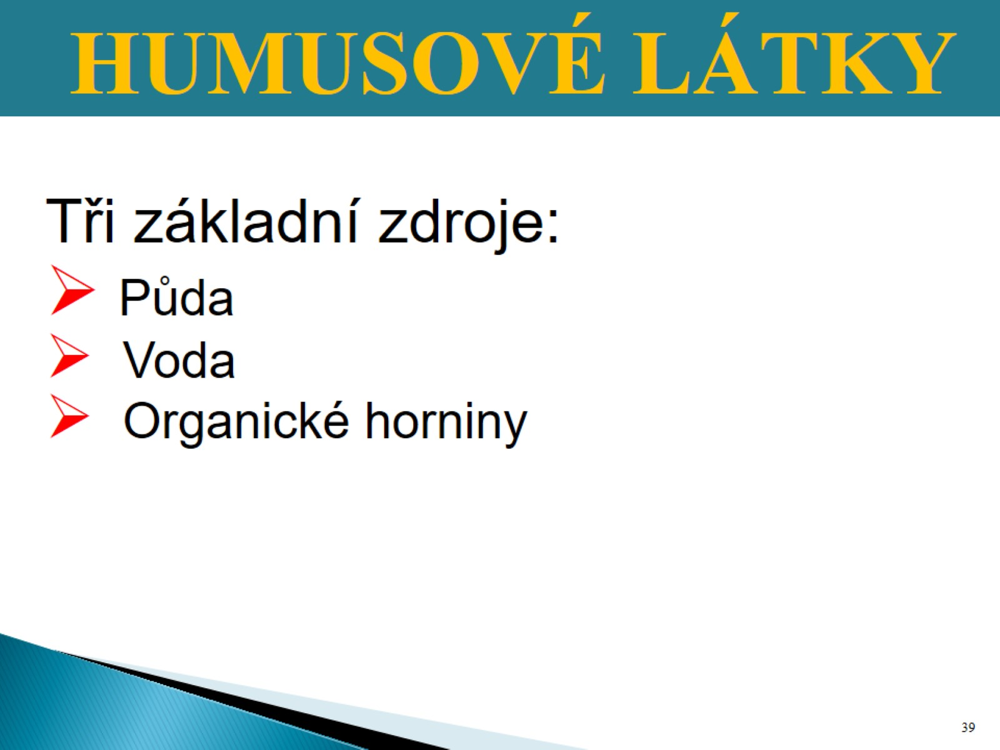 HUMUSOVÉ LÁTKY
Tři základní zdroje:
Půda
Voda
Organické horniny
39